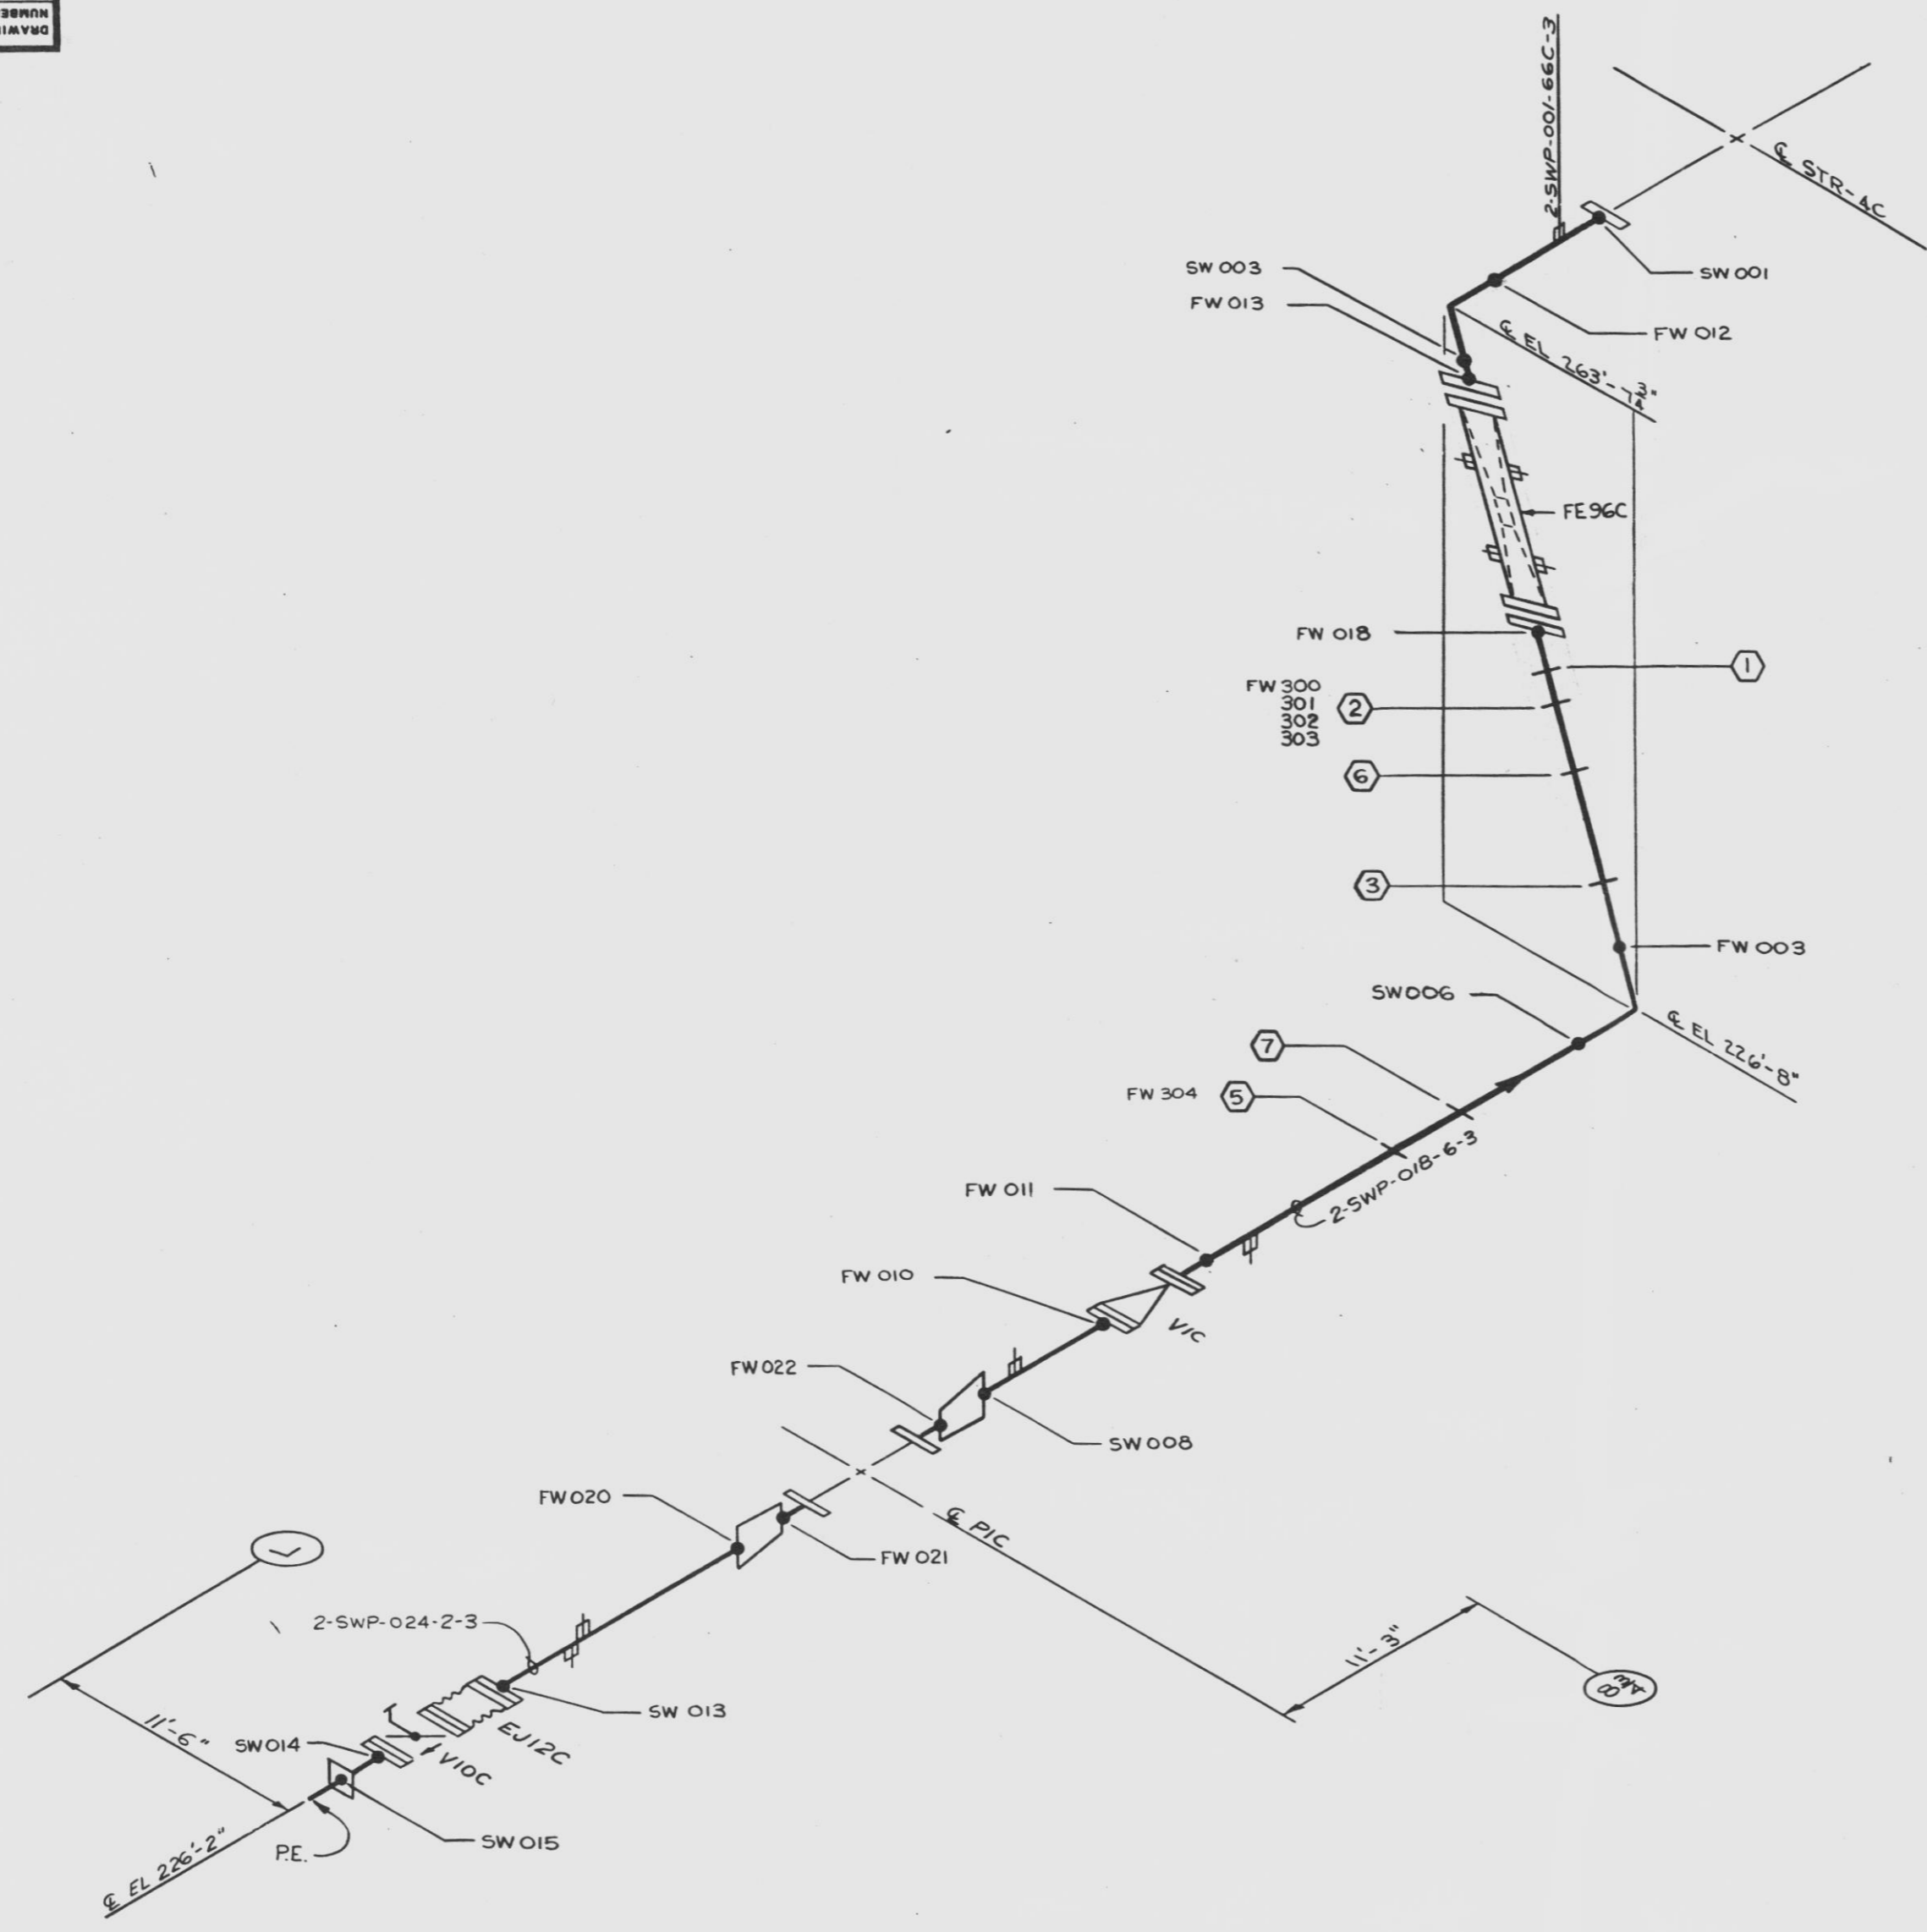 DRAWI
NUMBE
2-SWP-001-66C-3
℄ STR-4C
SW 003
SW 001
FW 013
FW 012
℄ EL 263'-¾"
FE96C
FW 018
1
FW 300
301
302
303
2
6
3
FW 003
SW006
℄ EL 226'-8"
7
FW 304
5
2-SWP-018-6-3
FW 011
FW 010
V1C
FW 022
SW 008
℄ P1C
FW 020
FW 021
2-SWP-024-2-3
11'-3"
SW 013
EJ12C
11'-6"
SW014
V10C
SW 015
P.E.
℄ EL 226'-2"